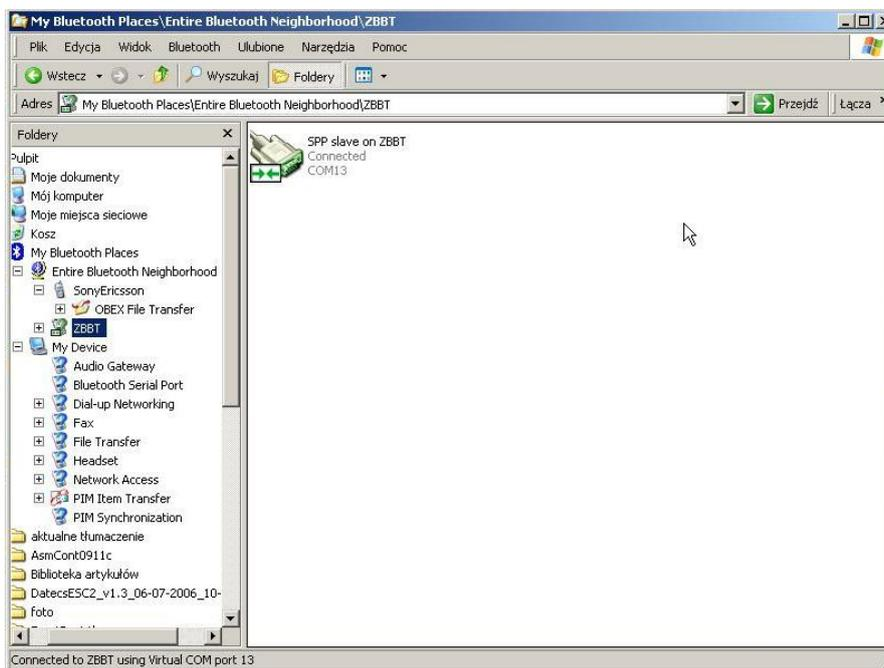 My Bluetooth Places\Entire Bluetooth Neighborhood\ZBBT
Plik Edycja Widok Bluetooth Ulubione Narzędzia Pomoc
Wstecz Wyszukaj Foldery
Adres My Bluetooth Places\Entire Bluetooth Neighborhood\ZBBT Przejdź Łącza
Foldery
Pulpit
Moje dokumenty
Mój komputer
Moje miejsca sieciowe
Kosz
My Bluetooth Places
Entire Bluetooth Neighborhood
SonyEricsson
OBEX File Transfer
ZBBT
My Device
Audio Gateway
Bluetooth Serial Port
Dial-up Networking
Fax
File Transfer
Headset
Network Access
PIM Item Transfer
PIM Synchronization
aktualne tłumaczenie
AsmCont0911c
Biblioteka artykułów
DatecsESC2_v1.3_06-07-2006_10-
foto
SPP slave on ZBBT
Connected
COM13
Connected to ZBBT using Virtual COM port 13